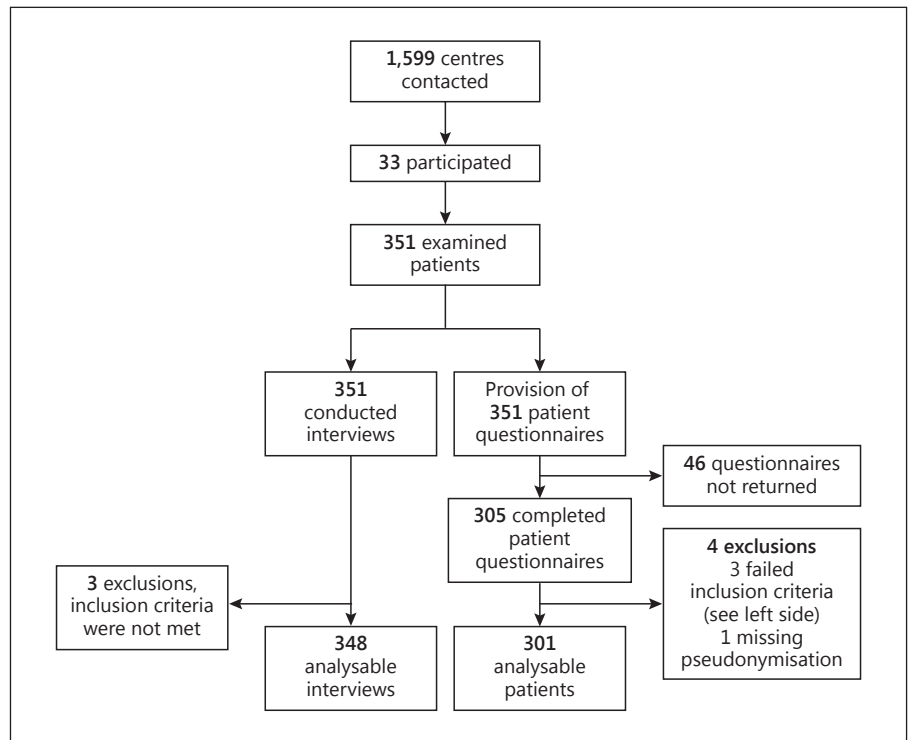 1,599 centres
contacted
33 participated
351 examined
patients
351
conducted
interviews
Provision of
351 patient
questionnaires
46 questionnaires
not returned
305 completed
patient
questionnaires
3 exclusions,
inclusion criteria
were not met
4 exclusions
3 failed
inclusion criteria
(see left side)
1 missing
pseudonymisation
348
analysable
interviews
301
analysable
patients